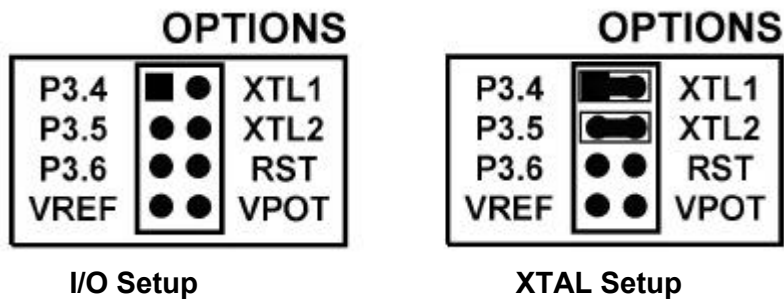 OPTIONS
P3.4 XTL1
P3.5 XTL2
P3.6 RST
VREF VPOT
I/O Setup
OPTIONS
P3.4 XTL1
P3.5 XTL2
P3.6 RST
VREF VPOT
XTAL Setup